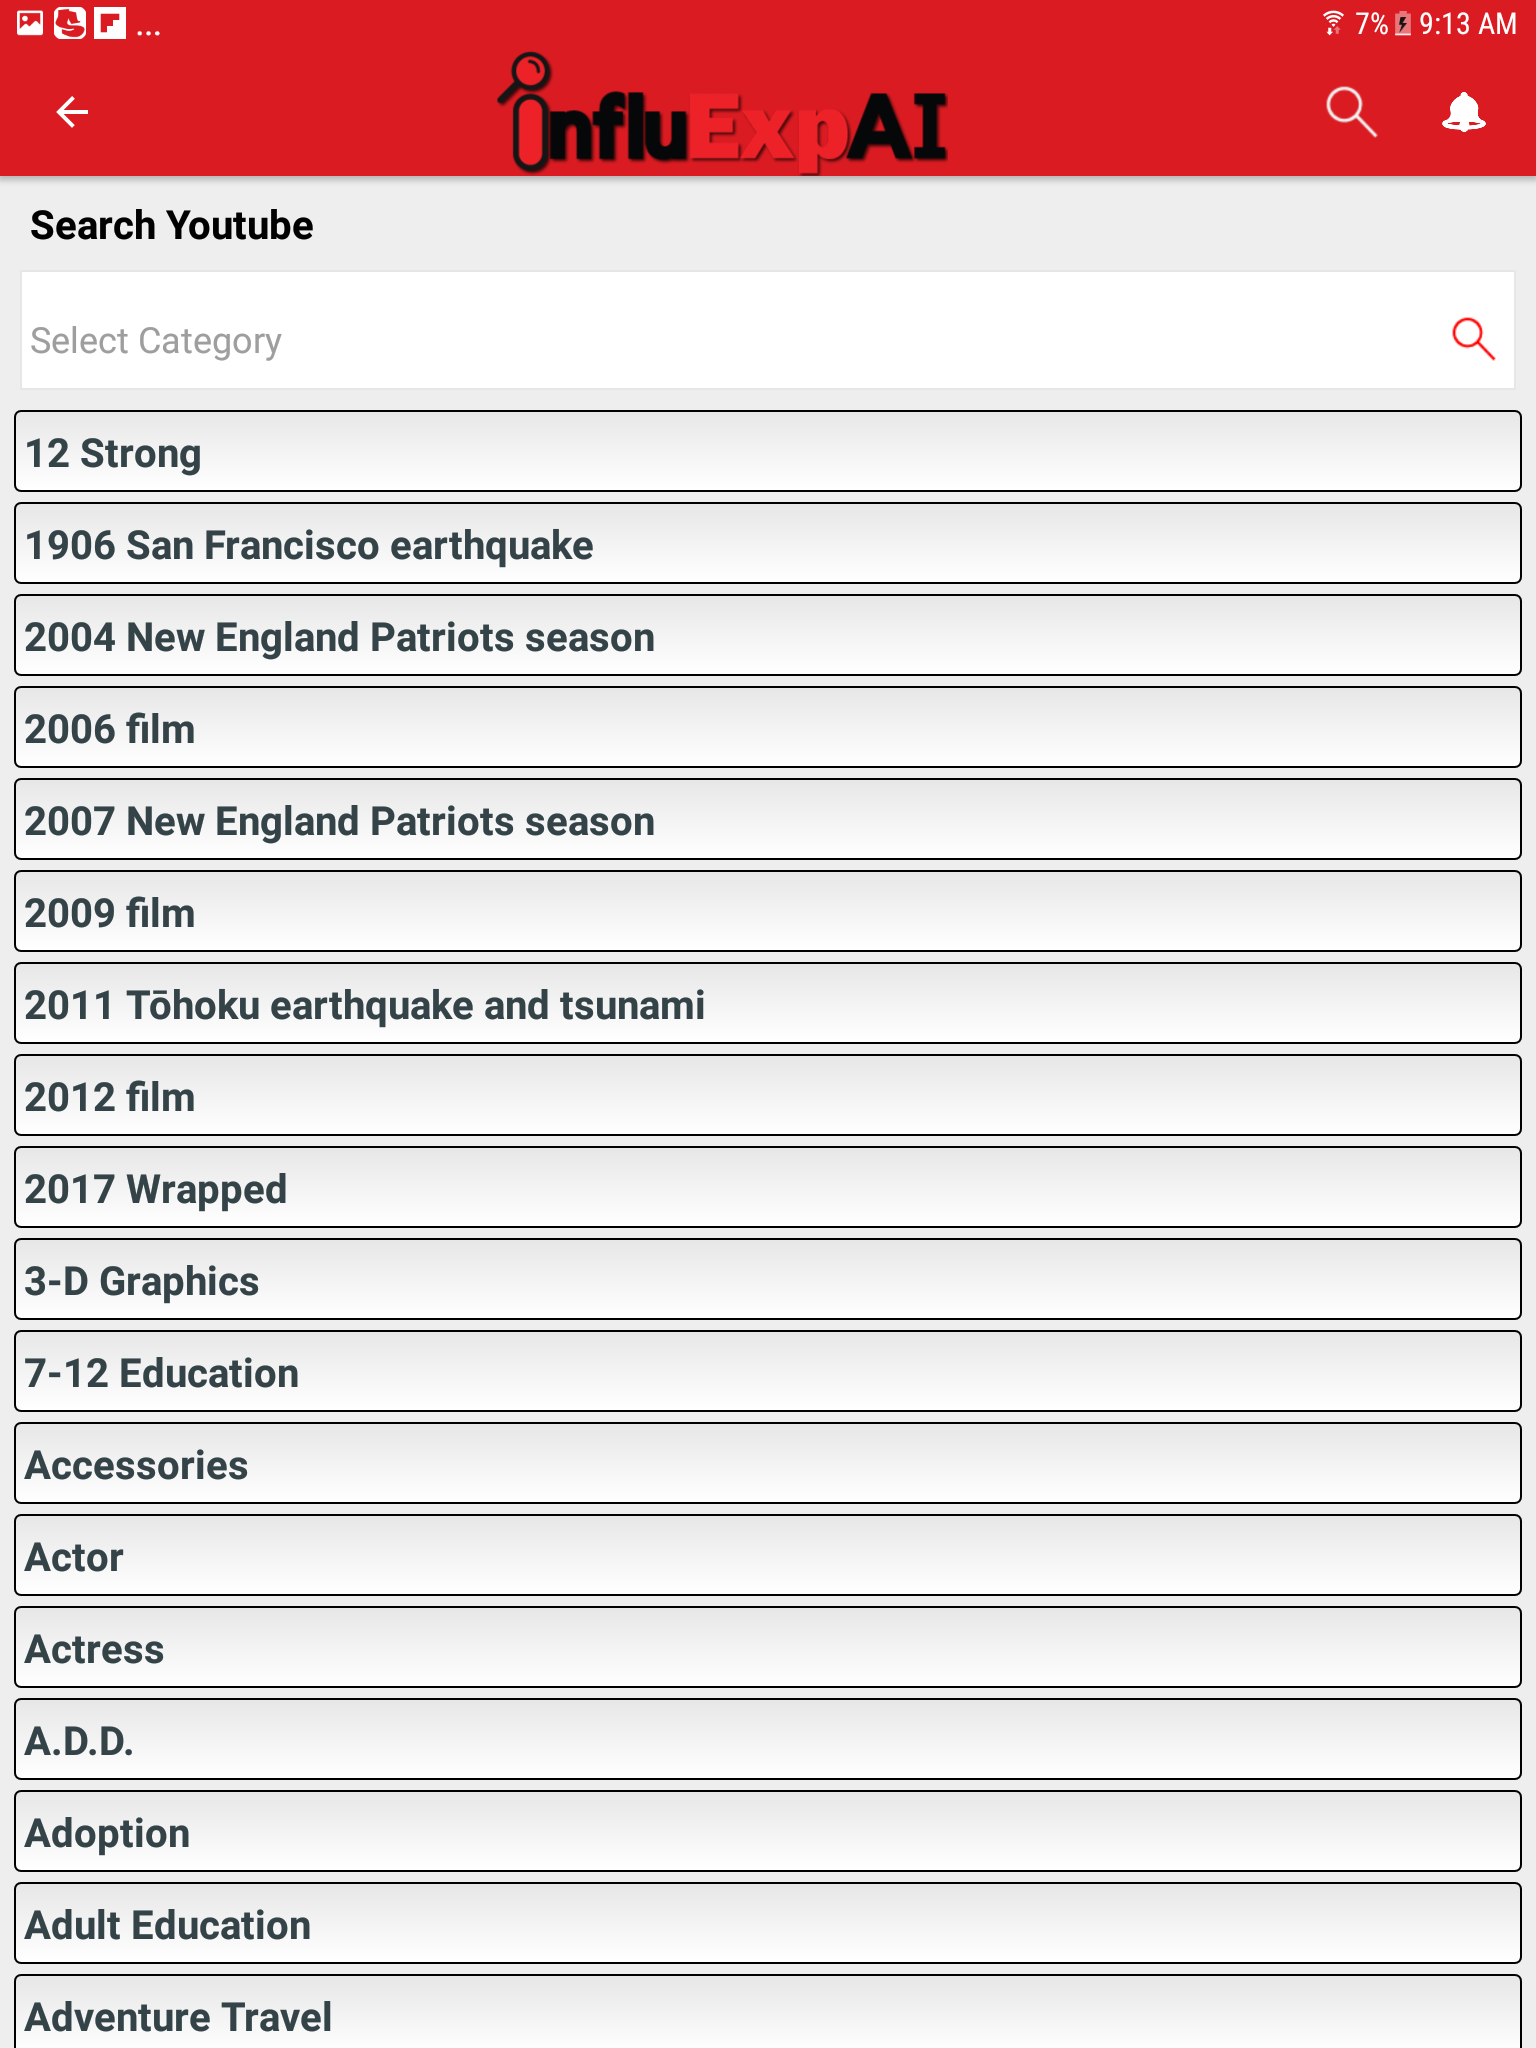 ... 7% 9:13 AM
influExpAI
Search Youtube
Select Category
12 Strong
1906 San Francisco earthquake
2004 New England Patriots season
2006 film
2007 New England Patriots season
2009 film
2011 Tōhoku earthquake and tsunami
2012 film
2017 Wrapped
3-D Graphics
7-12 Education
Accessories
Actor
Actress
A.D.D.
Adoption
Adult Education
Adventure Travel